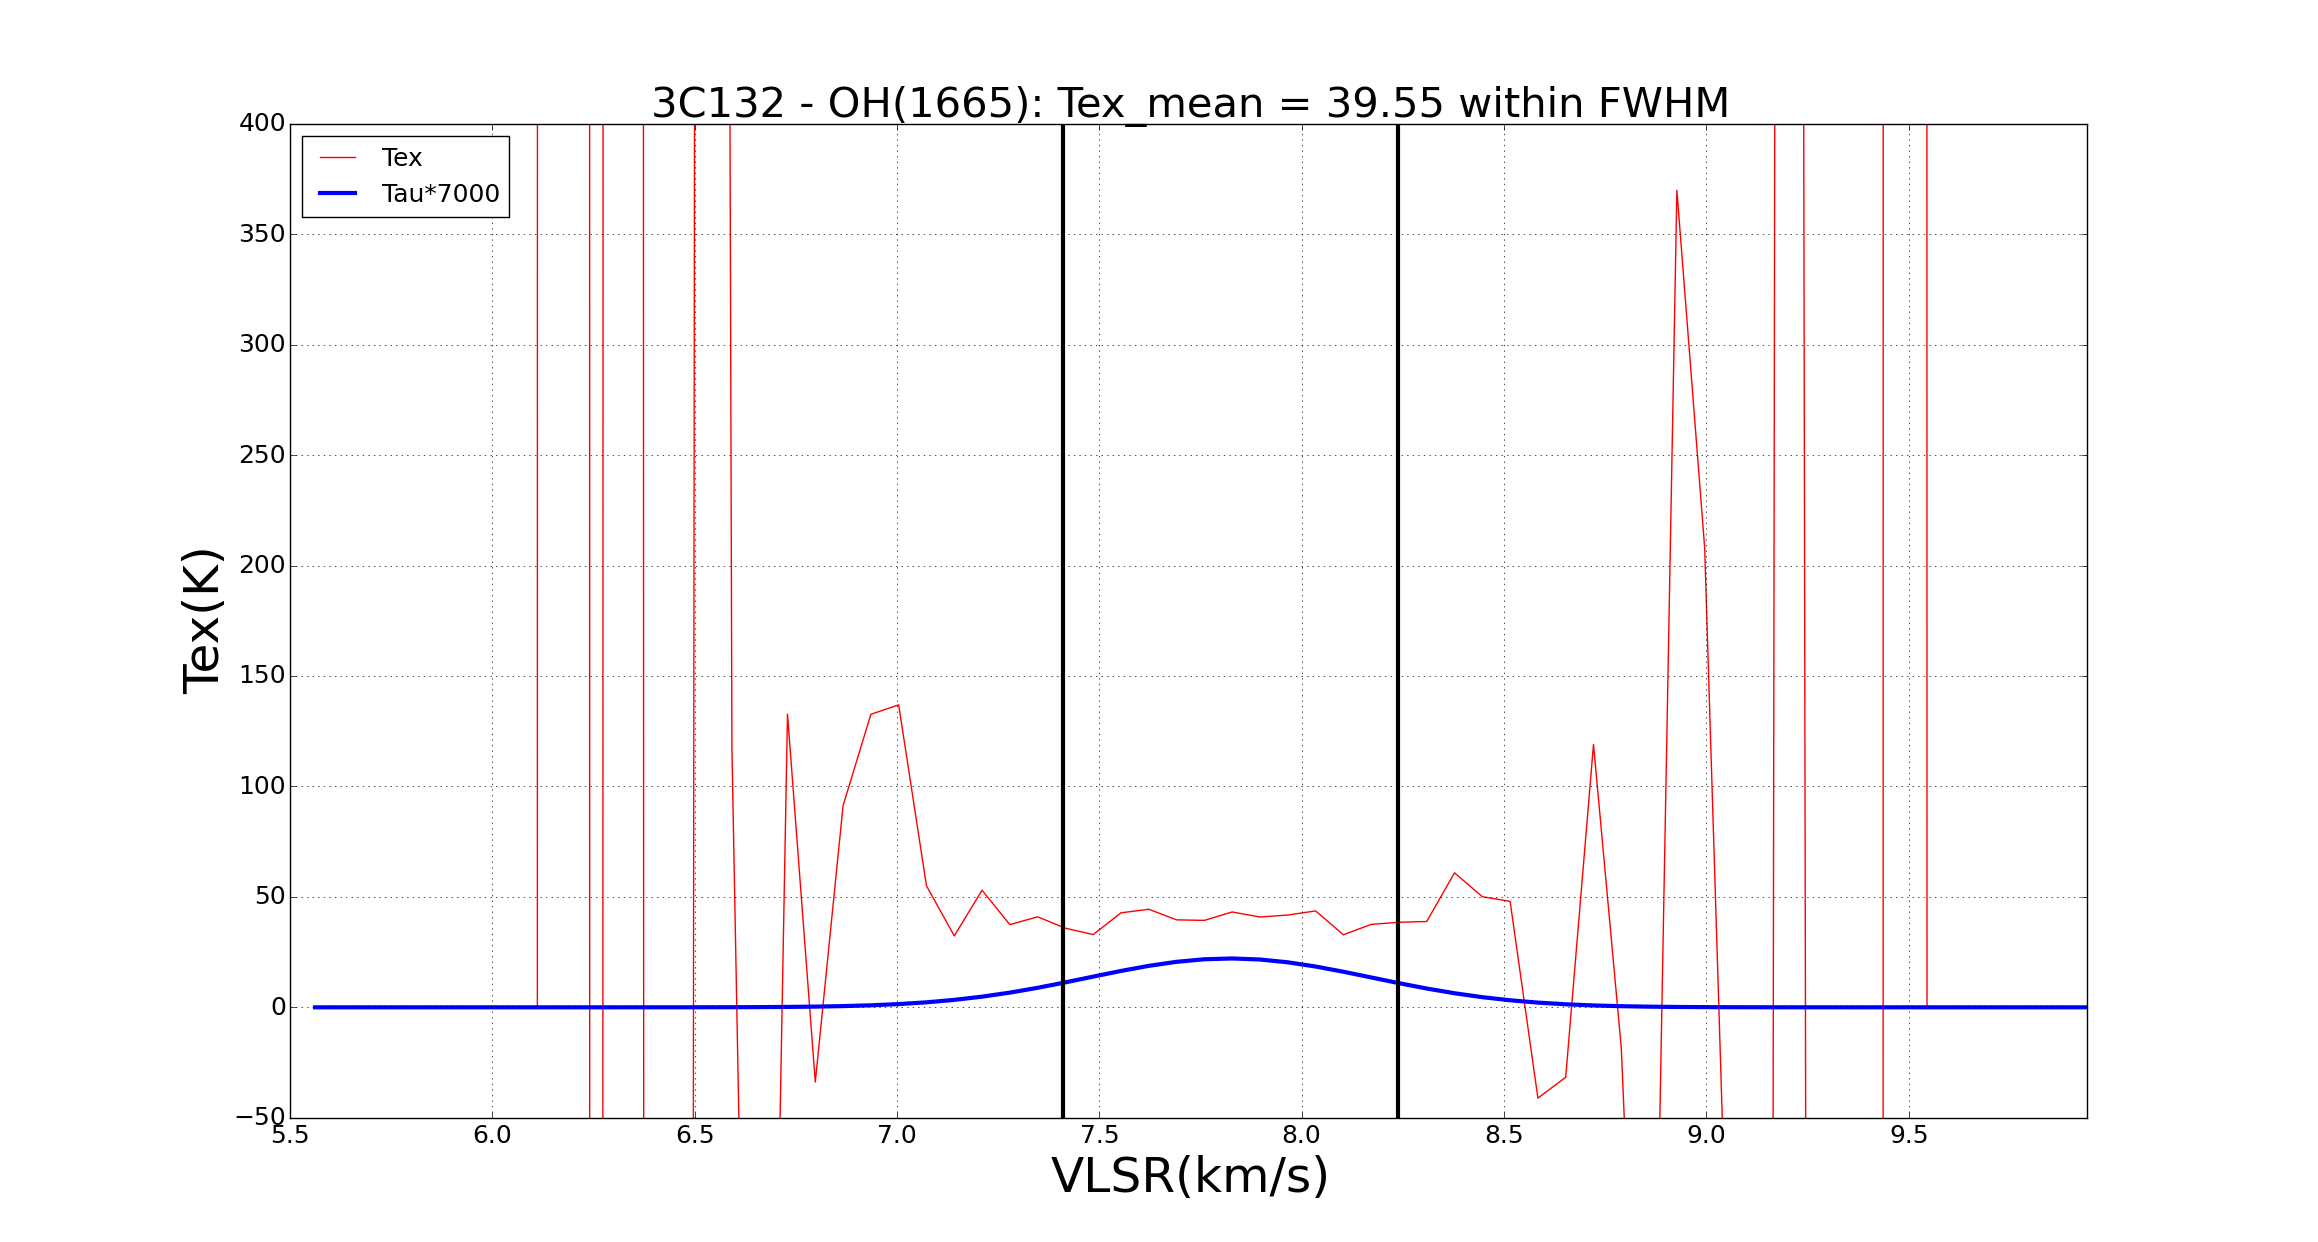 3C132 - OH(1665): Tex_mean = 39.55 within FWHM
Tex
Tau*7000
400
350
300
250
200
150
100
50
0
−50
Tex(K)
5.5 6.0 6.5 7.0 7.5 8.0 8.5 9.0 9.5
VLSR(km/s)